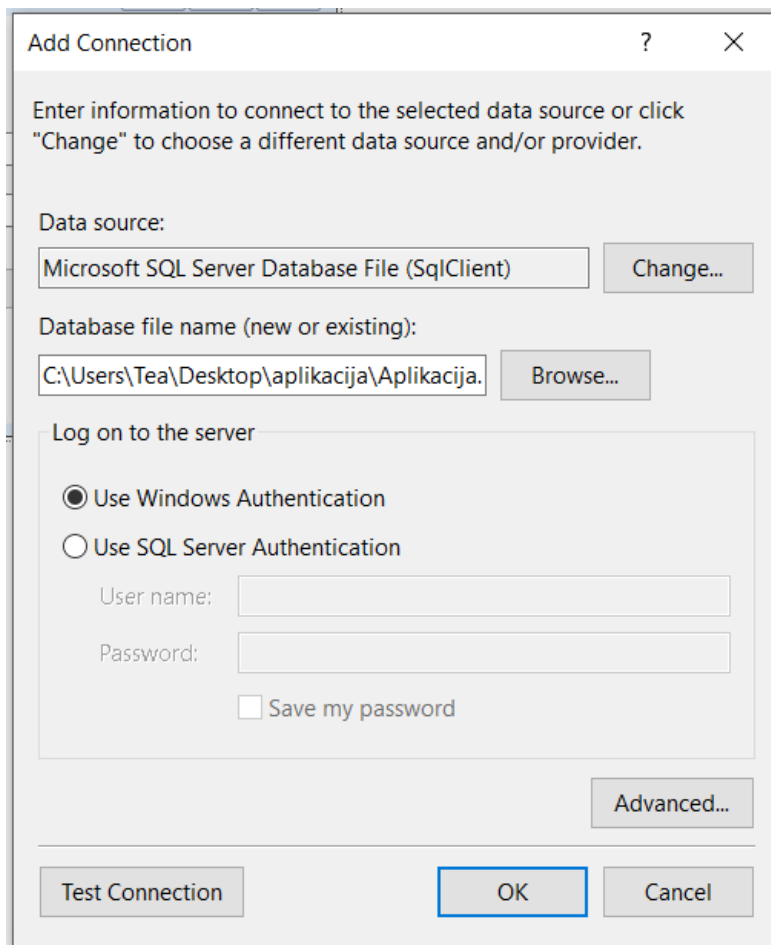 Add Connection
?
Enter information to connect to the selected data source or click
"Change" to choose a different data source and/or provider.
Data source:
Microsoft SQL Server Database File (SqlClient)
Change...
Database file name (new or existing):
C:\Users\Tea\Desktop\aplikacija\Aplikacija.
Browse...
Log on to the server
Use Windows Authentication
Use SQL Server Authentication
User name:
Password:
Save my password
Advanced...
Test Connection
OK
Cancel